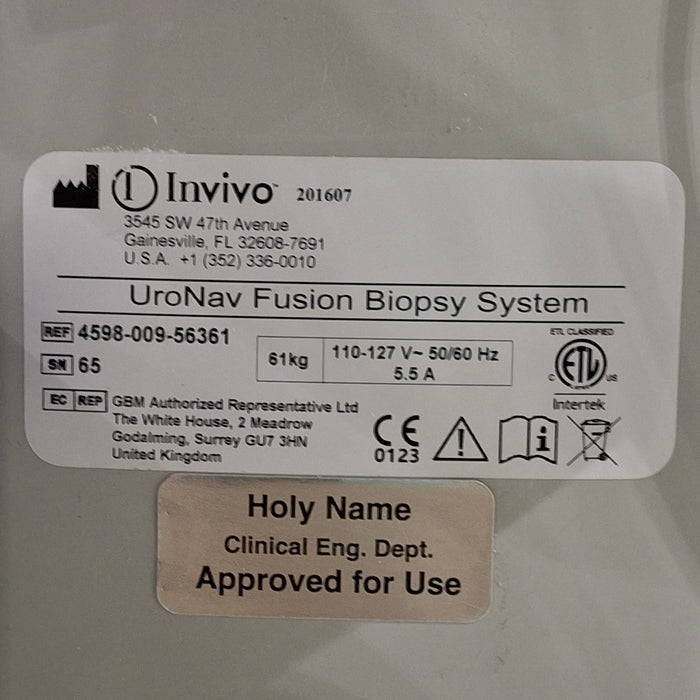 Invivo™ 201607
3545 SW 47th Avenue
Gainesville, FL 32608-7691
U.S.A. +1 (352) 336-0010
UroNav Fusion Biopsy System
REF 4598-009-56361
SN 65
61kg
110-127 V~ 50/60 Hz
5.5 A
ETL CLASSIFIED
ETL
C US
Intertek
EC REP GBM Authorized Representative Ltd
The White House, 2 Meadrow
Godalming, Surrey GU7 3HN
United Kingdom
CE
0123
Holy Name
Clinical Eng. Dept.
Approved for Use